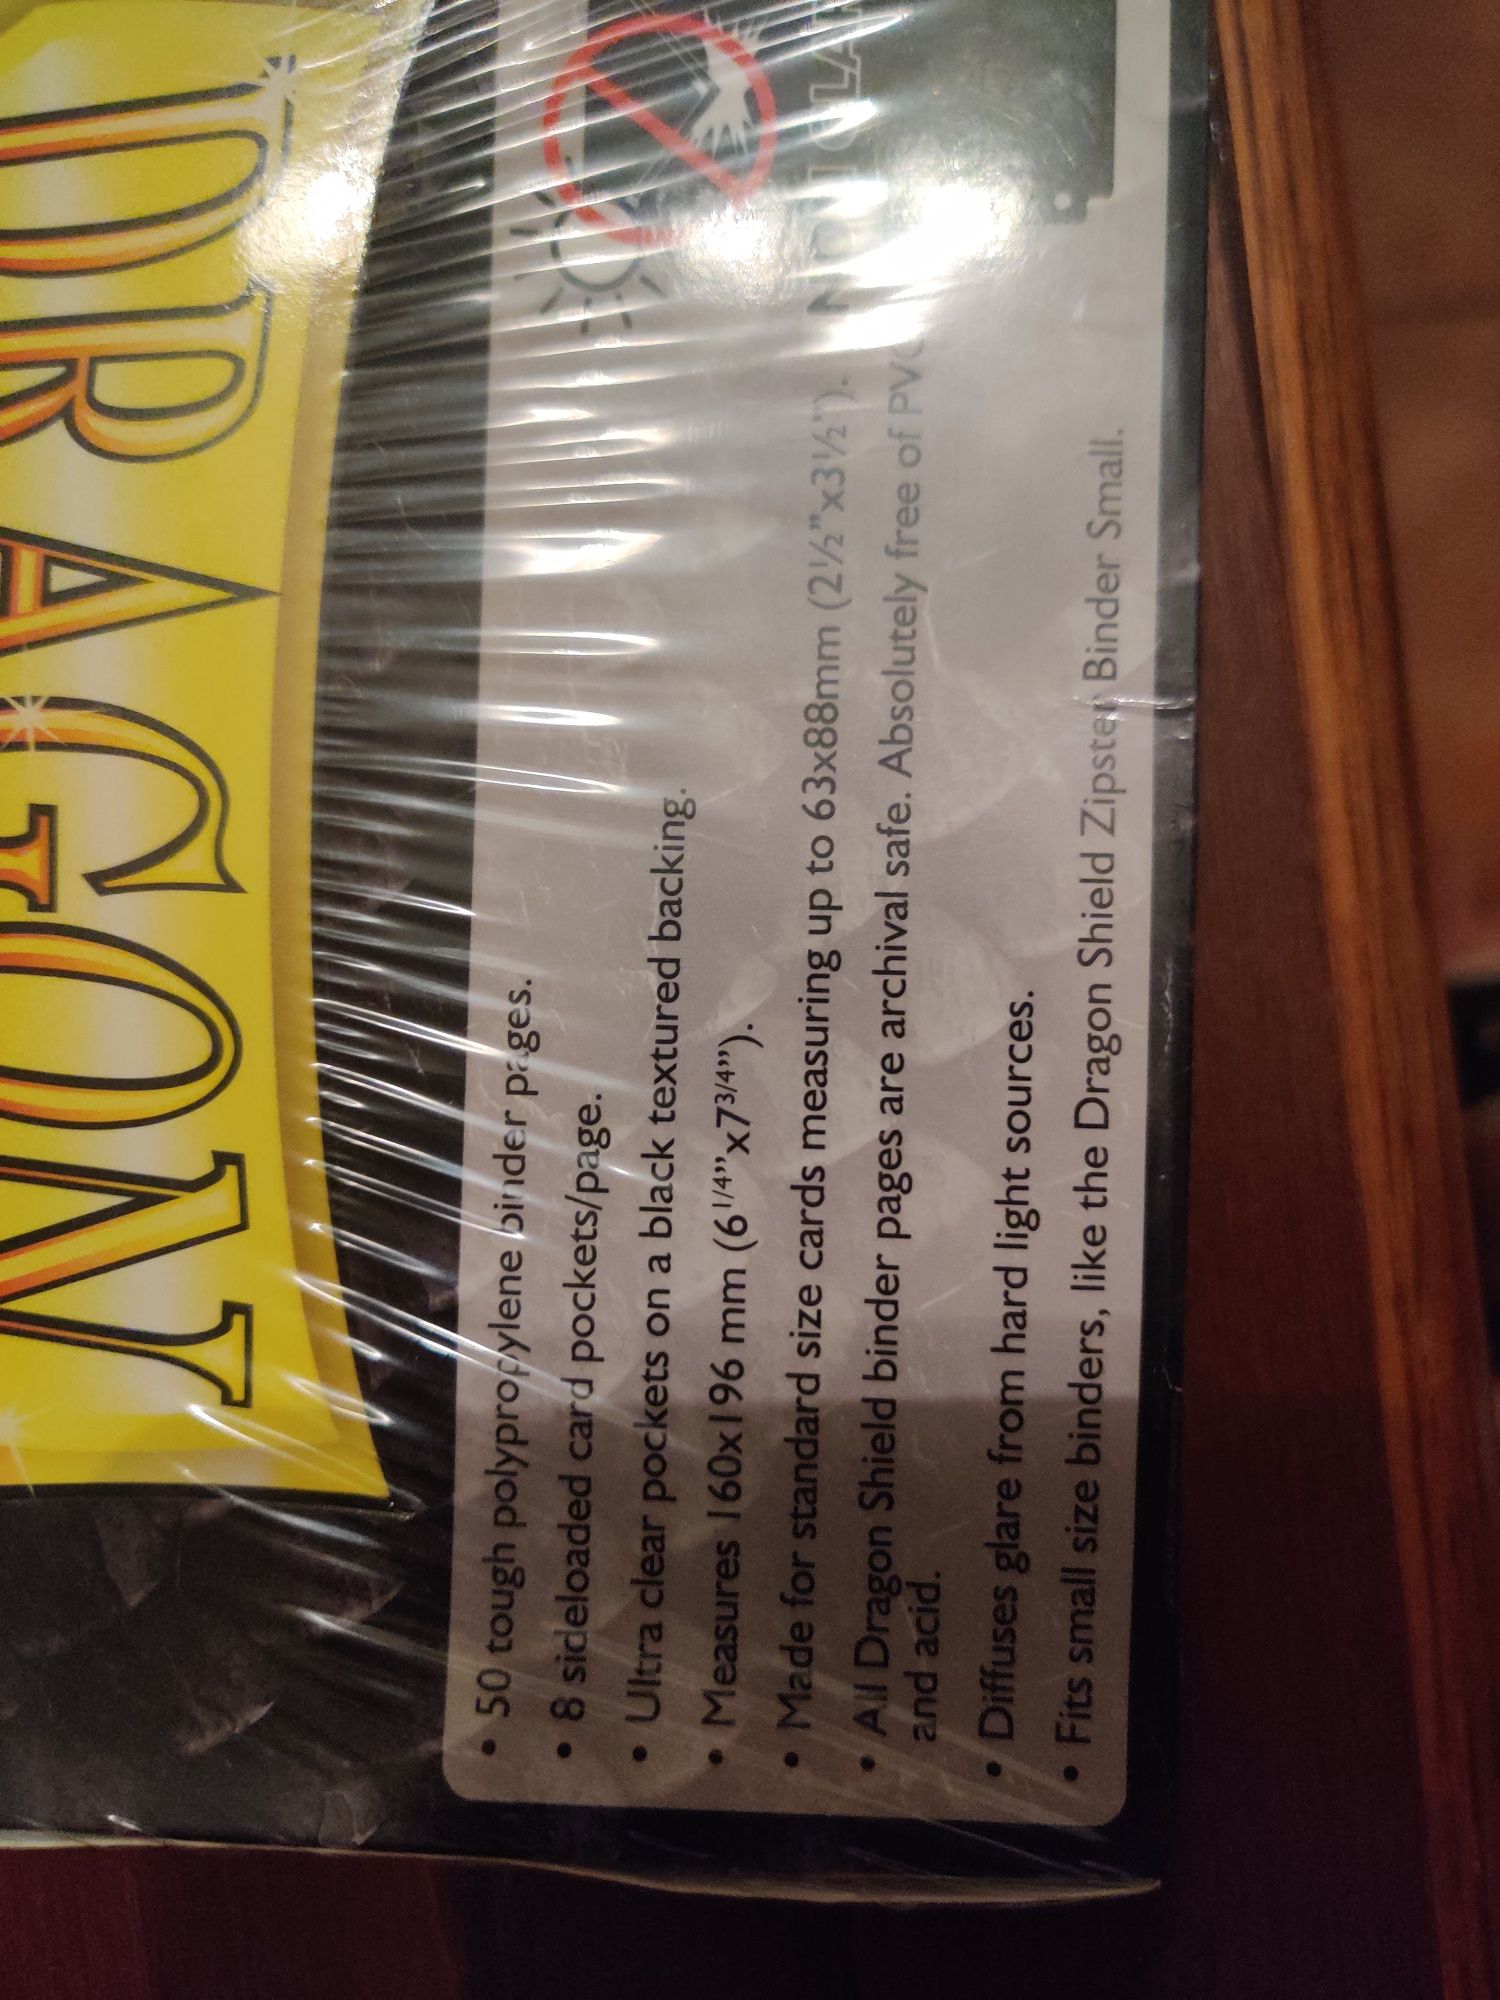 DRAGON
• 50 tough polypropylene binder pages.
• 8 sideloaded card pockets/page.
• Ultra clear pockets on a black textured backing.
• Measures 160x196 mm (6 1/4”x7 3/4”).
• Made for standard size cards measuring up to 63x88mm (2½”x3½”).
• All Dragon Shield binder pages are archival safe. Absolutely free of PVC
and acid.
• Diffuses glare from hard light sources.
• Fits small size binders, like the Dragon Shield Zipster Binder Small.